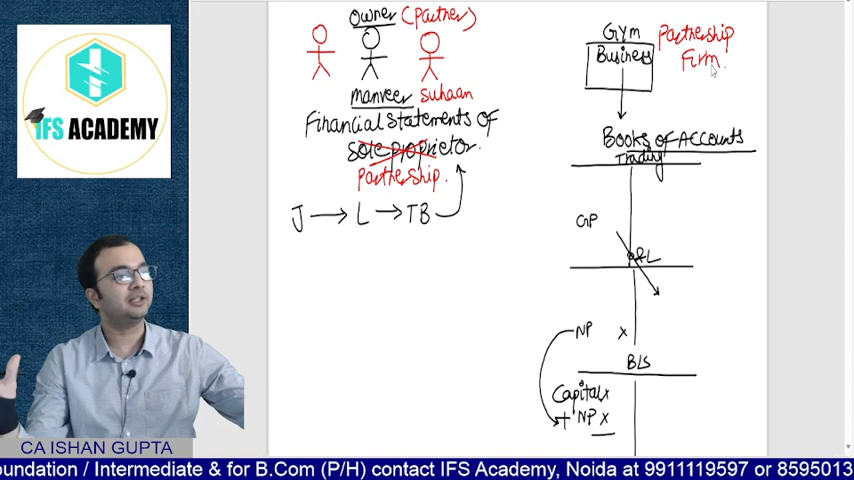 IFS ACADEMY
owner (partner)
manveer suhaan
Financial statements of
sole proprietor.
partnership.
J → L → TB
Gym
Business
Partnership
Firm.
Books of Accounts
Trading
GP
P&L
NP x
B/S
Capital x
+ NP x
CA ISHAN GUPTA
oundation / Intermediate & for B.Com (P/H) contact IFS Academy, Noida at 9911119597 or 8595013